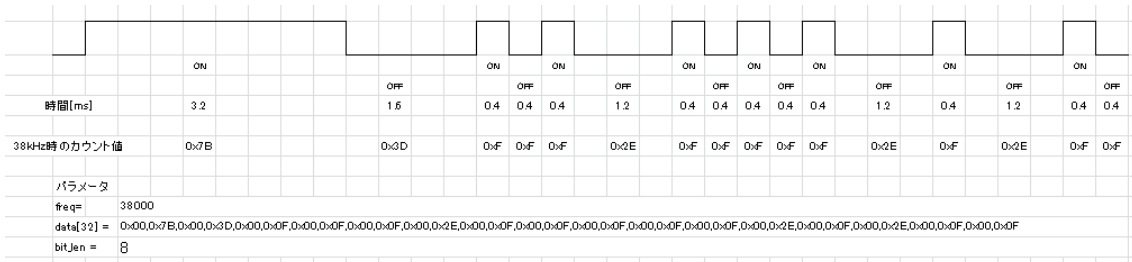 ON ON ON ON ON ON ON ON
OFF OFF OFF OFF OFF OFF OFF OFF
時間[ms] 3.2 1.6 0.4 0.4 0.4 1.2 0.4 0.4 0.4 0.4 0.4 1.2 0.4 1.2 0.4 0.4
38kHz時のカウント値 0x7B 0x3D 0xF 0xF 0xF 0x2E 0xF 0xF 0xF 0xF 0xF 0x2E 0xF 0x2E 0xF 0xF
パラメータ
freq= 38000
data[32] = 0x00,0x7B,0x00,0x3D,0x00,0x0F,0x00,0x0F,0x00,0x0F,0x00,0x2E,0x00,0x0F,0x00,0x0F,0x00,0x0F,0x00,0x0F,0x00,0x0F,0x00,0x2E,0x00,0x0F,0x00,0x2E,0x00,0x0F,0x00,0x0F
bit_len = 8